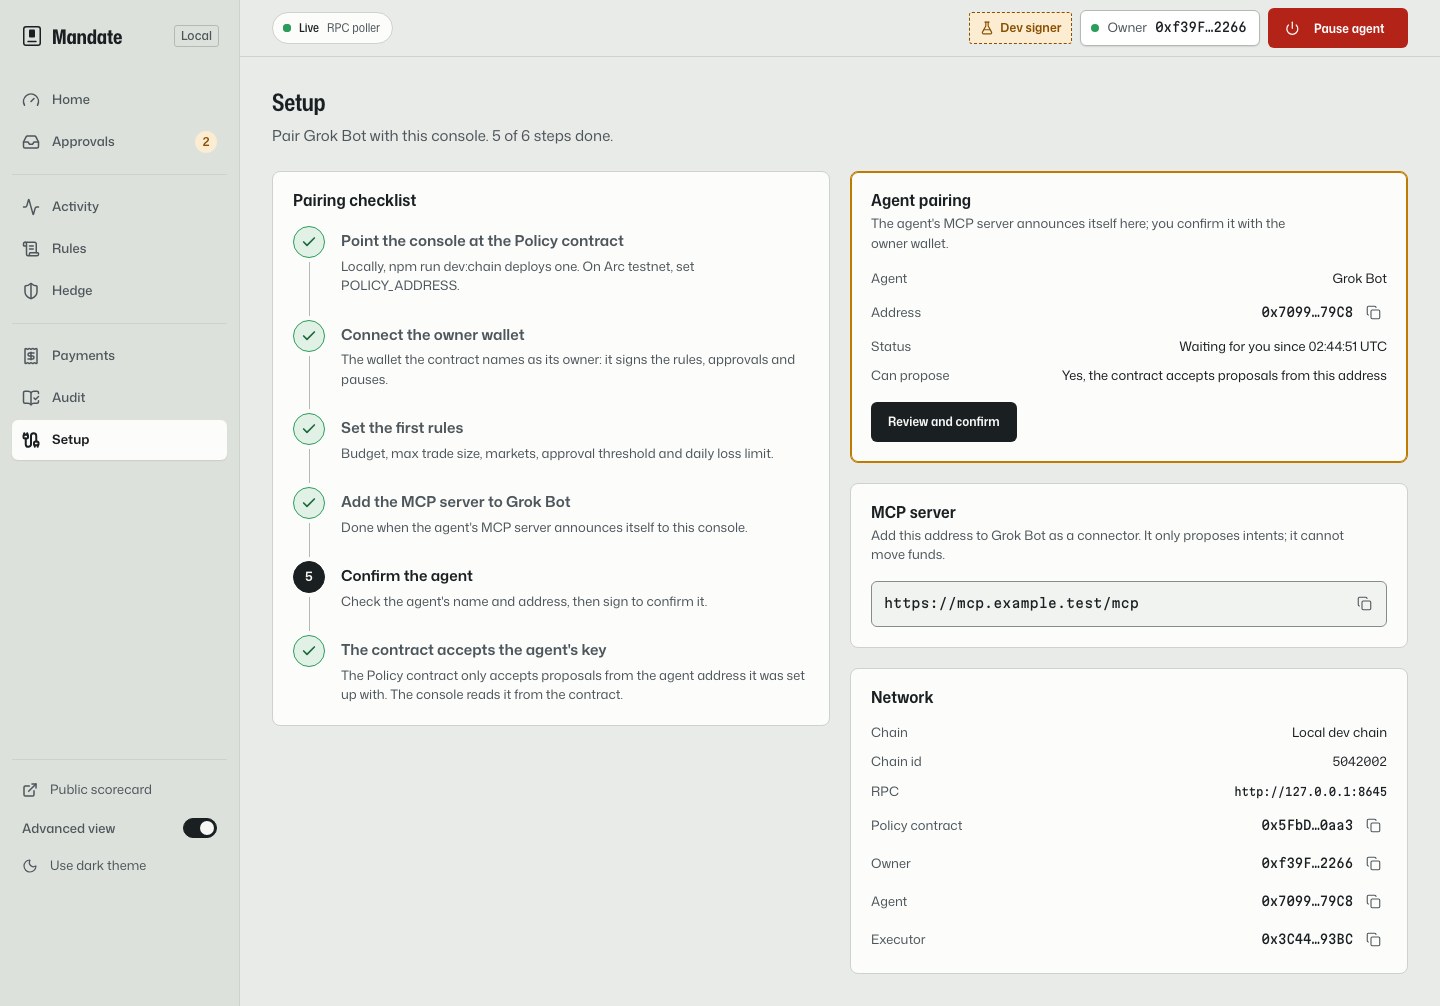 Mandate
Local
Home
Approvals
2
Activity
Rules
Hedge
Payments
Audit
Setup
Public scorecard
Advanced view
Use dark theme
Live RPC poller
Dev signer
Owner 0xf39F…2266
Pause agent
Setup
Pair Grok Bot with this console. 5 of 6 steps done.
Pairing checklist
Point the console at the Policy contract
Locally, npm run dev:chain deploys one. On Arc testnet, set
POLICY_ADDRESS.
Connect the owner wallet
The wallet the contract names as its owner: it signs the rules, approvals and
pauses.
Set the first rules
Budget, max trade size, markets, approval threshold and daily loss limit.
Add the MCP server to Grok Bot
Done when the agent's MCP server announces itself to this console.
5
Confirm the agent
Check the agent's name and address, then sign to confirm it.
The contract accepts the agent's key
The Policy contract only accepts proposals from the agent address it was set
up with. The console reads it from the contract.
Agent pairing
The agent's MCP server announces itself here; you confirm it with the
owner wallet.
Agent Grok Bot
Address 0x7099…79C8
Status Waiting for you since 02:44:51 UTC
Can propose Yes, the contract accepts proposals from this address
Review and confirm
MCP server
Add this address to Grok Bot as a connector. It only proposes intents; it cannot
move funds.
https://mcp.example.test/mcp
Network
Chain Local dev chain
Chain id 5042002
RPC http://127.0.0.1:8645
Policy contract 0x5FbD…0aa3
Owner 0xf39F…2266
Agent 0x7099…79C8
Executor 0x3C44…93BC